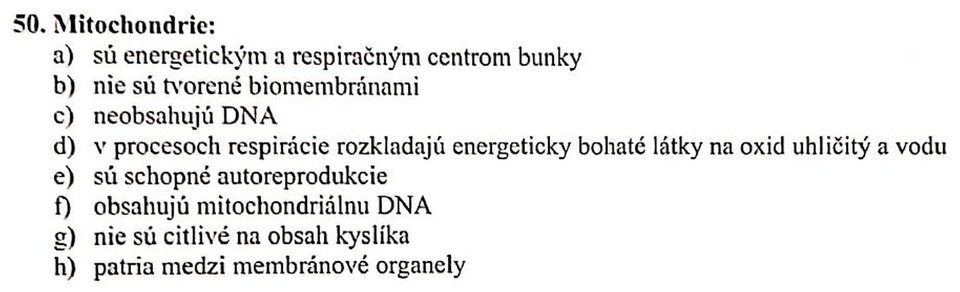 50. Mitochondrie:
a) sú energetickým a respiračným centrom bunky
b) nie sú tvorené biomembránami
c) neobsahujú DNA
d) v procesoch respirácie rozkladajú energeticky bohaté látky na oxid uhličitý a vodu
e) sú schopné autoreprodukcie
f) obsahujú mitochondriálnu DNA
g) nie sú citlivé na obsah kyslíka
h) patria medzi membránové organely